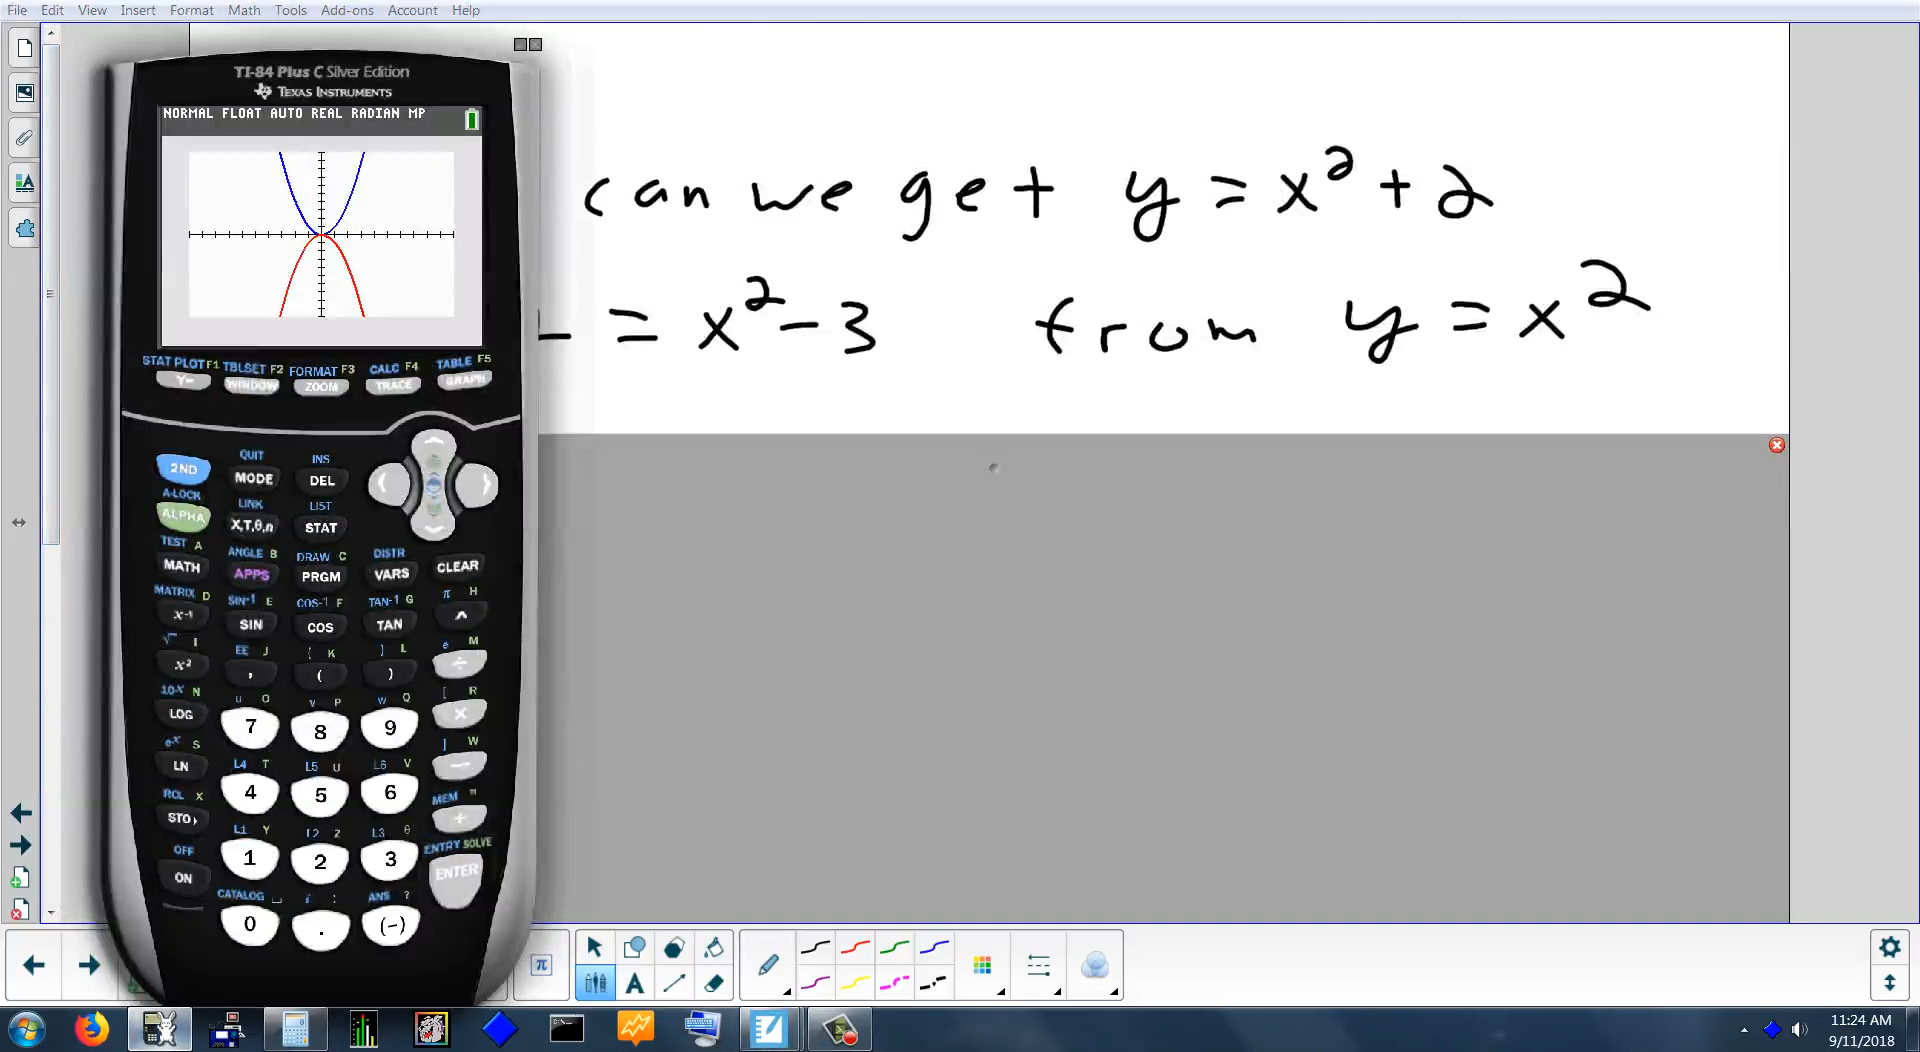 File Edit View Insert Format Math Tools Add-ons Account Help
TI-84 Plus C Silver Edition
TEXAS INSTRUMENTS
NORMAL FLOAT AUTO REAL RADIAN MP
can we get y = x² + 2
= x² - 3 from y = x²
STAT PLOT F1 TBLSET F2 FORMAT F3 CALC F4 TABLE F5
Y= WINDOW ZOOM TRACE GRAPH
QUIT INS
2ND MODE DEL
A-LOCK LINK LIST
ALPHA X,T,θ,n STAT
TEST A ANGLE B DRAW C DISTR
MATH APPS PRGM VARS CLEAR
MATRIX D SIN-1 E COS-1 F TAN-1 G π H
x-1 SIN COS TAN ^
√ I EE J { K } L e M
x² , ( ) ÷
10x N u O v P w Q [ R
LOG 7 8 9 ×
ex S L4 T L5 U L6 V ] W
LN 4 5 6 −
RCL X L1 Y L2 Z L3 θ MEM "
STO▸ 1 2 3 +
OFF CATALOG i : ANS ? ENTRY SOLVE
ON 0 . (-) ENTER
π
A
11:24 AM
9/11/2018